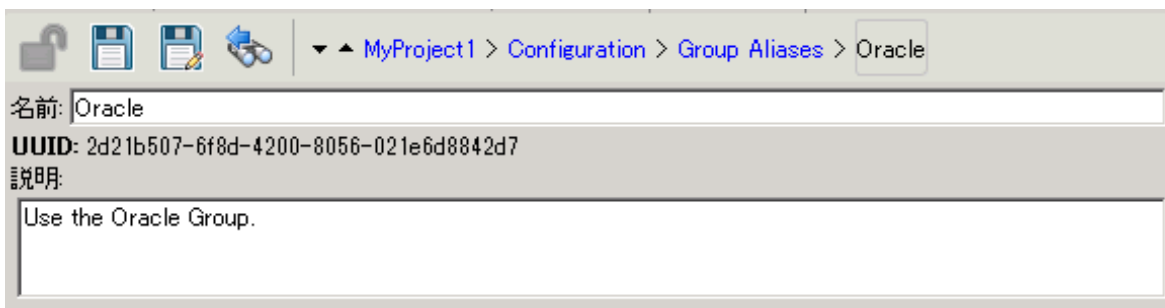 MyProject1 > Configuration > Group Aliases > Oracle
名前: Oracle
UUID: 2d21b507-6f8d-4200-8056-021e6d8842d7
説明:
Use the Oracle Group.